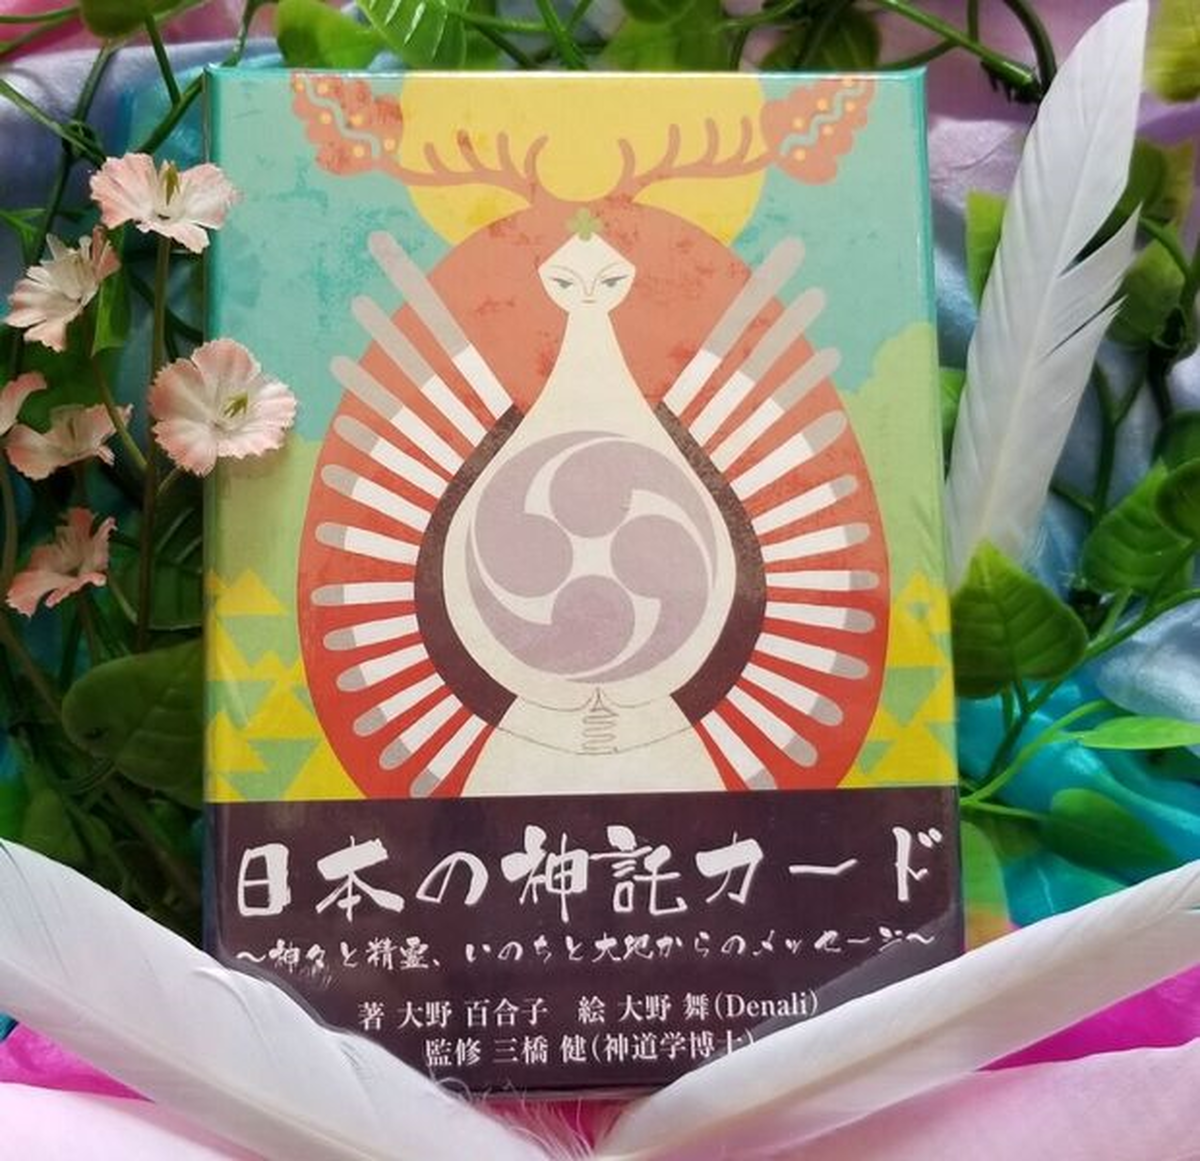 日本の神託カード
～神々と精霊、いのちと大地からのメッセージ～
著 大野 百合子　絵 大野 舞(Denali)
監修 三橋 健(神道学博士)